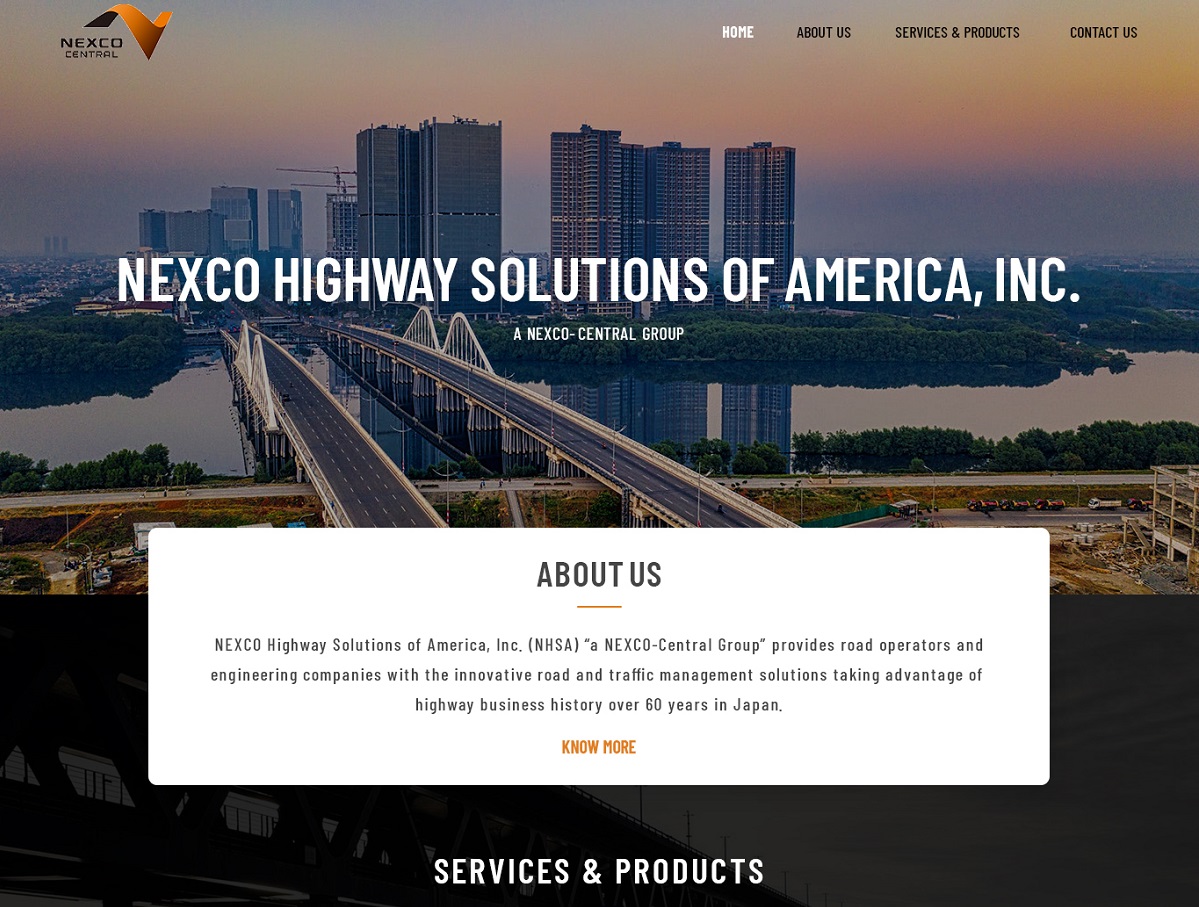 NEXCO
CENTRAL
HOME
ABOUT US
SERVICES & PRODUCTS
CONTACT US
NEXCO HIGHWAY SOLUTIONS OF AMERICA, INC.
A NEXCO-CENTRAL GROUP
ABOUT US
NEXCO Highway Solutions of America, Inc. (NHSA) “a NEXCO-Central Group” provides road operators and
engineering companies with the innovative road and traffic management solutions taking advantage of
highway business history over 60 years in Japan.
KNOW MORE
SERVICES & PRODUCTS